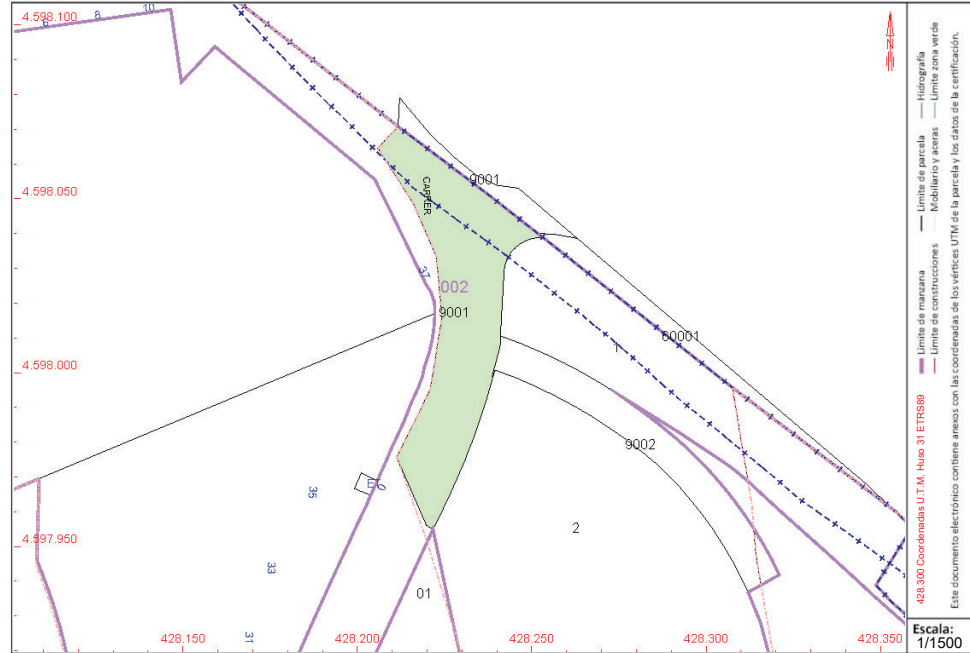 4.598.100
6
8
10
4.598.050
9001
CARRER
37
002
9001
60001
1
4.598.000
9002
ET
35
2
4.597.950
33
01
31
428.150
428.200
428.250
428.300
428.350
Límite de manzana
Límite de parcela
Hidrografía
Límite de construcciones
Mobiliario y aceras
Límite zona verde
428.300 Coordenadas U.T.M. Huso 31 ETRS89
Este documento electrónico contiene anexos con las coordenadas de los vértices UTM de la parcela y los datos de la certificación.
Escala:
1/1500